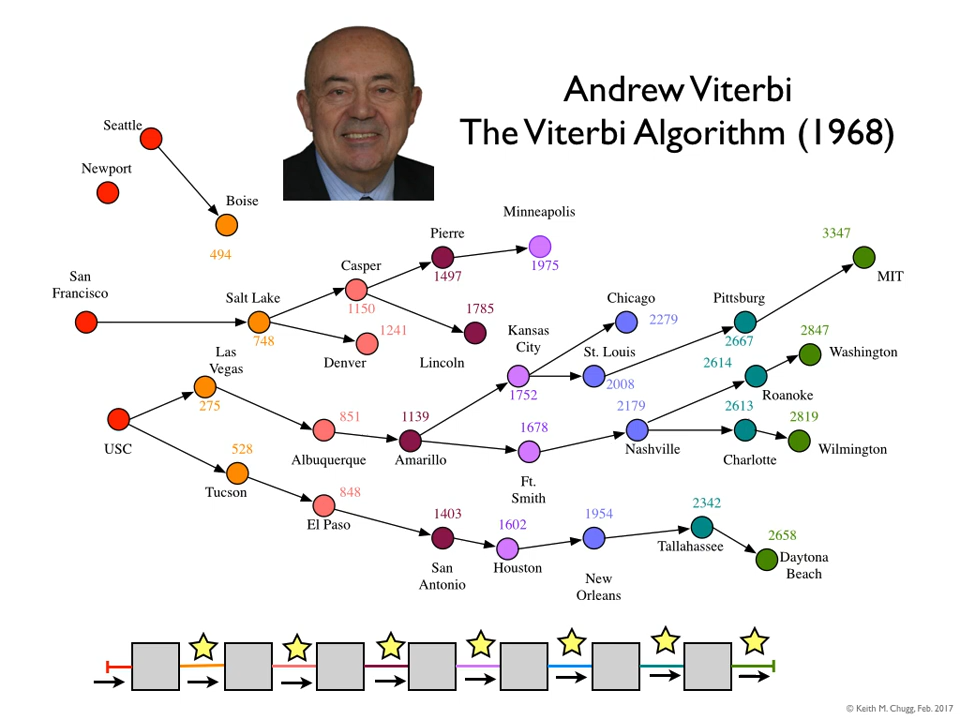 Andrew Viterbi
The Viterbi Algorithm (1968)
Seattle
Newport
Boise
494
Minneapolis
1975
Pierre
1497
3347
MIT
San
Francisco
Salt Lake
748
Casper
1150
1785
Lincoln
1241
Denver
Chicago
2279
Kansas
City
1752
St. Louis
2008
Pittsburg
2667
2847
Washington
2614
Roanoke
Las
Vegas
275
USC
851
Albuquerque
1139
Amarillo
1678
Ft.
Smith
2179
Nashville
2613
Charlotte
2819
Wilmington
528
Tucson
848
El Paso
1403
San
Antonio
1602
Houston
1954
New
Orleans
2342
Tallahassee
2658
Daytona
Beach
© Keith M. Chugg, Feb. 2017